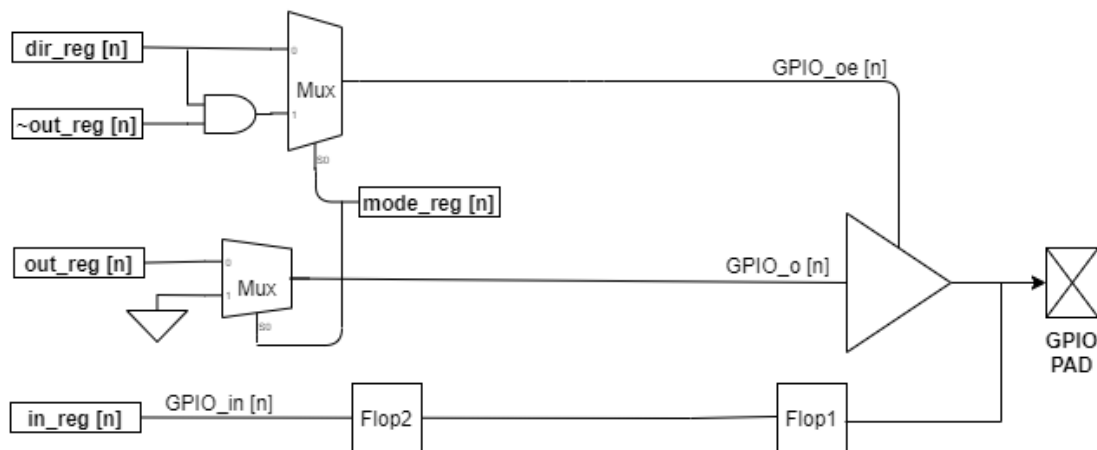 dir_reg [n]
0
Mux
GPIO_oe [n]
~out_reg [n]
1
S0
mode_reg [n]
out_reg [n]
0
Mux
GPIO_o [n]
1
S0
GPIO
PAD
in_reg [n]
GPIO_in [n]
Flop2
Flop1